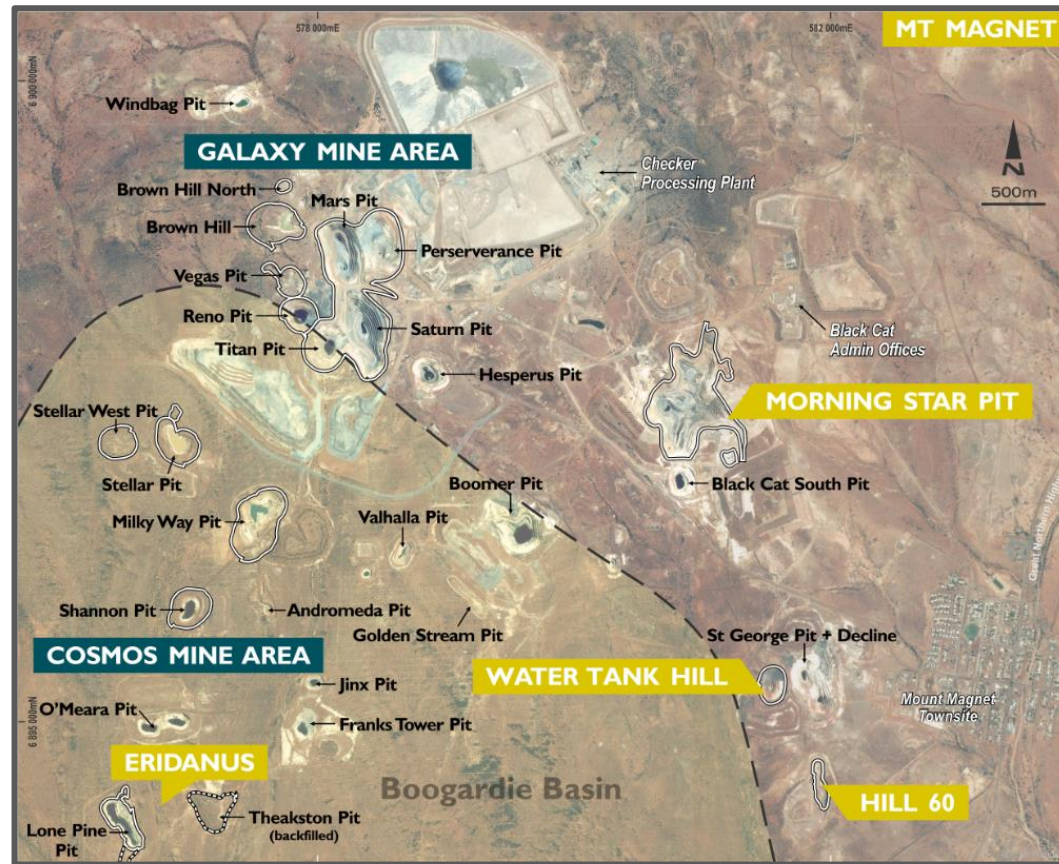 578 000mE
582 000mE
MT MAGNET
6 900 000mN
Windbag Pit
GALAXY MINE AREA
Checker
Processing Plant
N
500m
Brown Hill North
Mars Pit
Brown Hill
Perserverance Pit
Vegas Pit
Reno Pit
Saturn Pit
Titan Pit
Black Cat
Admin Offices
Hesperus Pit
MORNING STAR PIT
Stellar West Pit
Stellar Pit
Boomer Pit
Black Cat South Pit
Milky Way Pit
Valhalla Pit
Shannon Pit
Andromeda Pit
Golden Stream Pit
St George Pit + Decline
COSMOS MINE AREA
WATER TANK HILL
Jinx Pit
Mount Magnet
Townsite
O'Meara Pit
Franks Tower Pit
6 895 000mN
ERIDANUS
Boogardie Basin
HILL 60
Theakston Pit
(backfilled)
Lone Pine
Pit